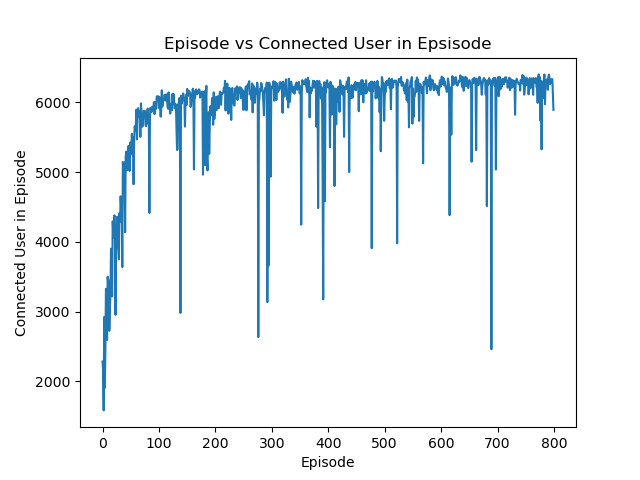 Episode vs Connected User in Epsisode
6000
5000
4000
3000
2000
Connected User in Episode
0 100 200 300 400 500 600 700 800
Episode